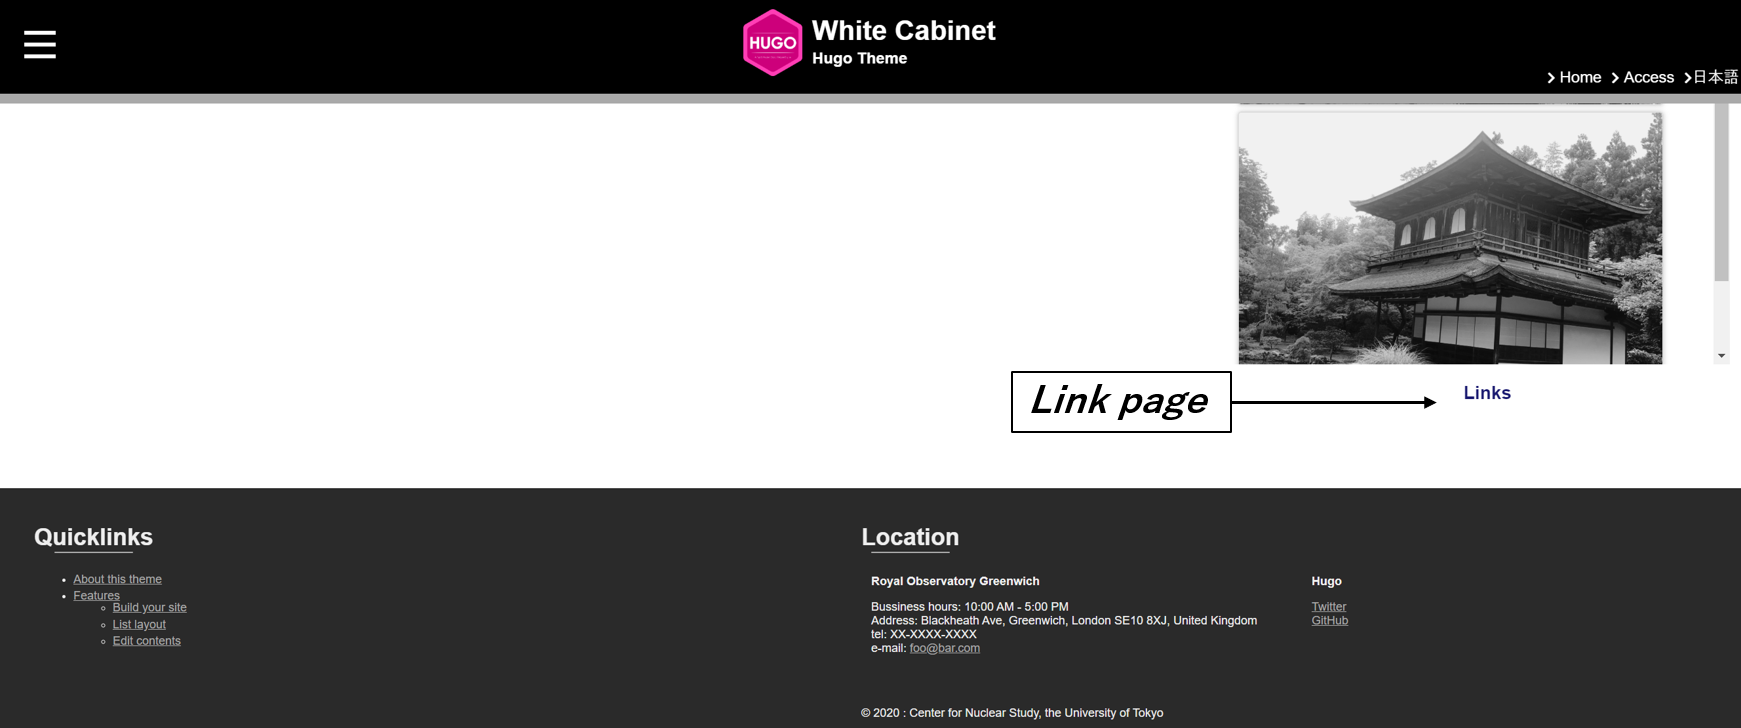 HUGO
White Cabinet
Hugo Theme
Home Access 日本語
Link page
Links
Quicklinks
About this theme
Features
Build your site
List layout
Edit contents
Location
Royal Observatory Greenwich
Bussiness hours: 10:00 AM - 5:00 PM
Address: Blackheath Ave, Greenwich, London SE10 8XJ, United Kingdom
tel: XX-XXXX-XXXX
e-mail: foo@bar.com
Hugo
Twitter
GitHub
© 2020 : Center for Nuclear Study, the University of Tokyo